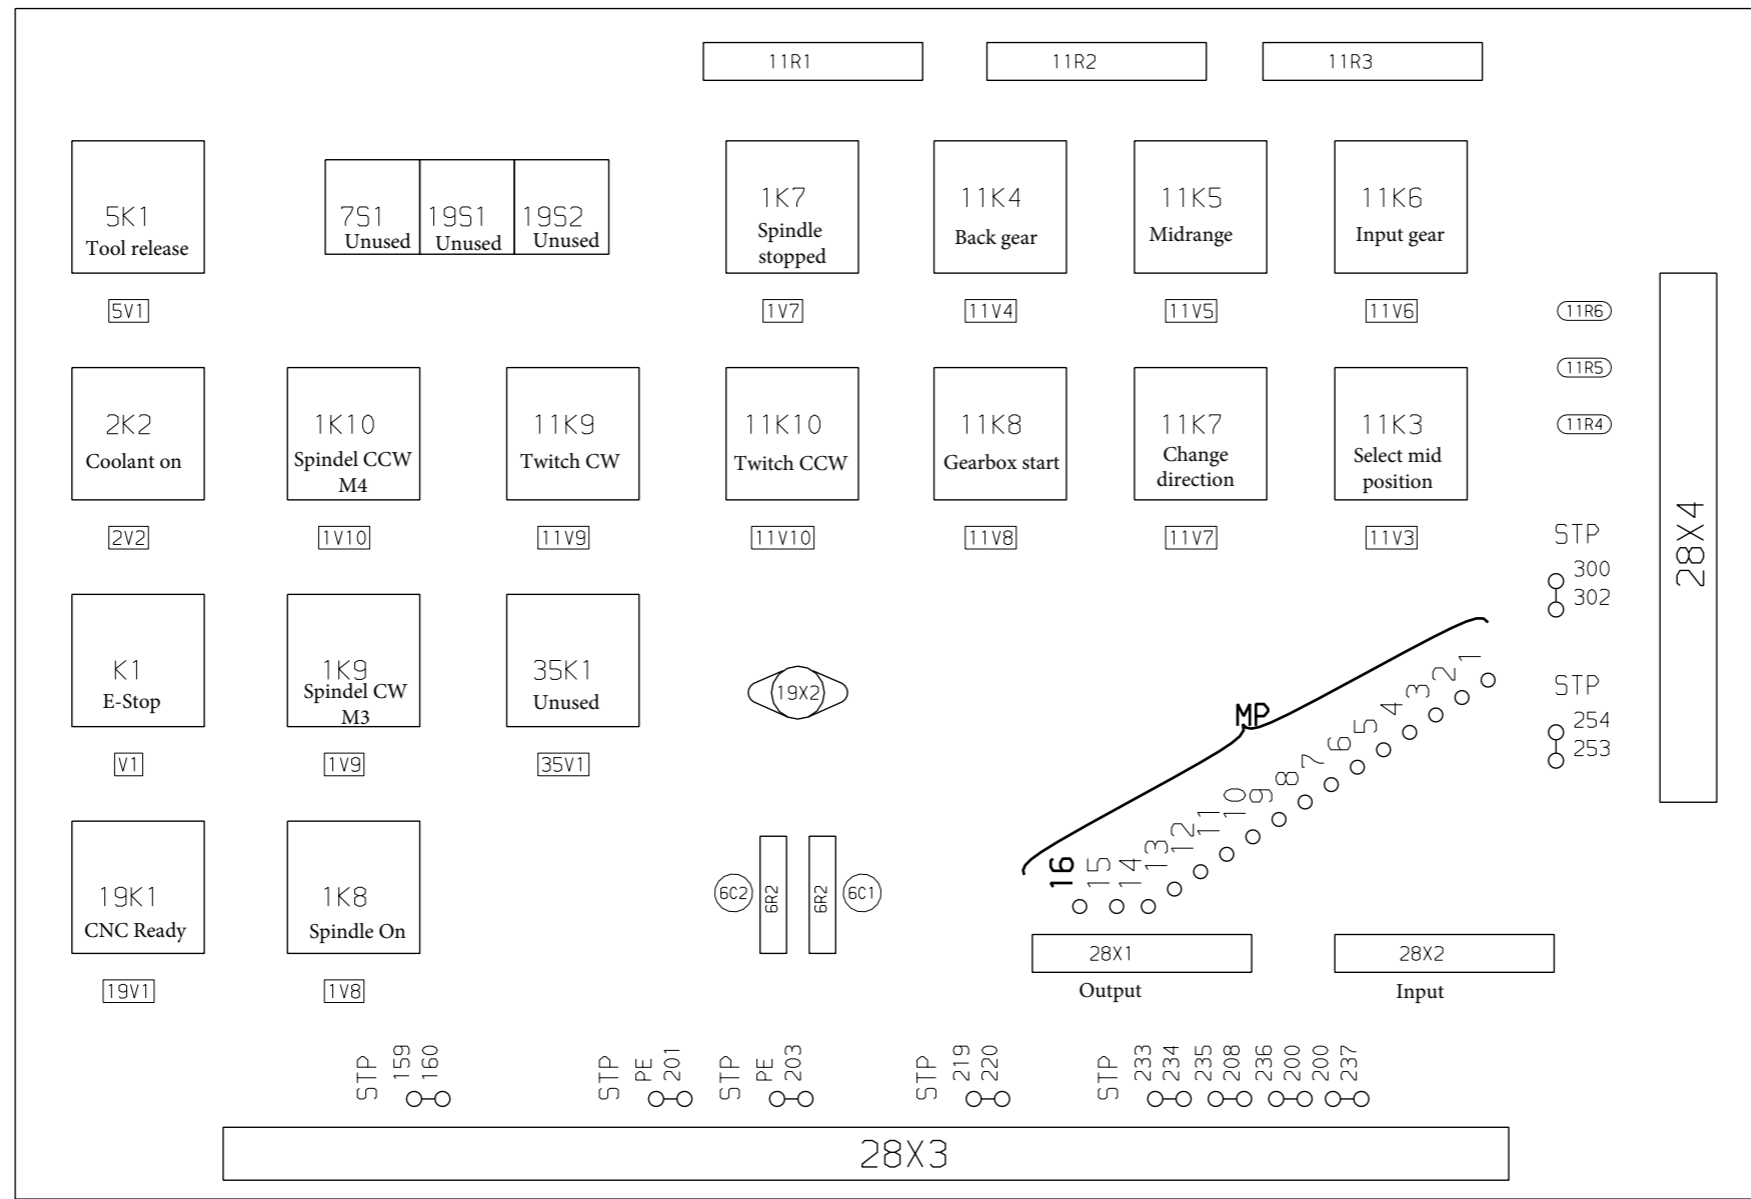 11R1
11R2
11R3
5K1
Tool release
7S1
Unused
19S1
Unused
19S2
Unused
1K7
Spindle
stopped
11K4
Back gear
11K5
Midrange
11K6
Input gear
5V1
1V7
11V4
11V5
11V6
11R6
11R5
11R4
2K2
Coolant on
1K10
Spindel CCW
M4
11K9
Twitch CW
11K10
Twitch CCW
11K8
Gearbox start
11K7
Change
direction
11K3
Select mid
position
2V2
1V10
11V9
11V10
11V8
11V7
11V3
28X4
STP
300
302
K1
E-Stop
1K9
Spindel CW
M3
35K1
Unused
19X2
MP
1
2
3
4
5
6
7
8
9
10
11
12
13
14
15
16
STP
254
253
V1
1V9
35V1
19K1
CNC Ready
1K8
Spindle On
6C2
6R2
6R2
6C1
28X1
Output
28X2
Input
19V1
1V8
STP
159
160
STP
PE
201
STP
PE
203
STP
219
220
STP
233
234
235
208
236
200
200
237
28X3